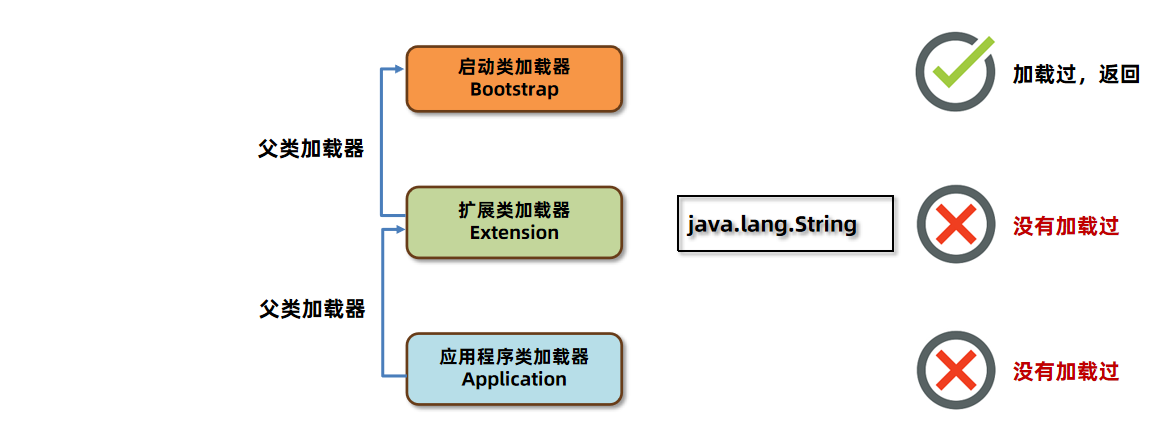 启动类加载器
Bootstrap
加载过，返回
父类加载器
扩展类加载器
Extension
java.lang.String
没有加载过
父类加载器
应用程序类加载器
Application
没有加载过